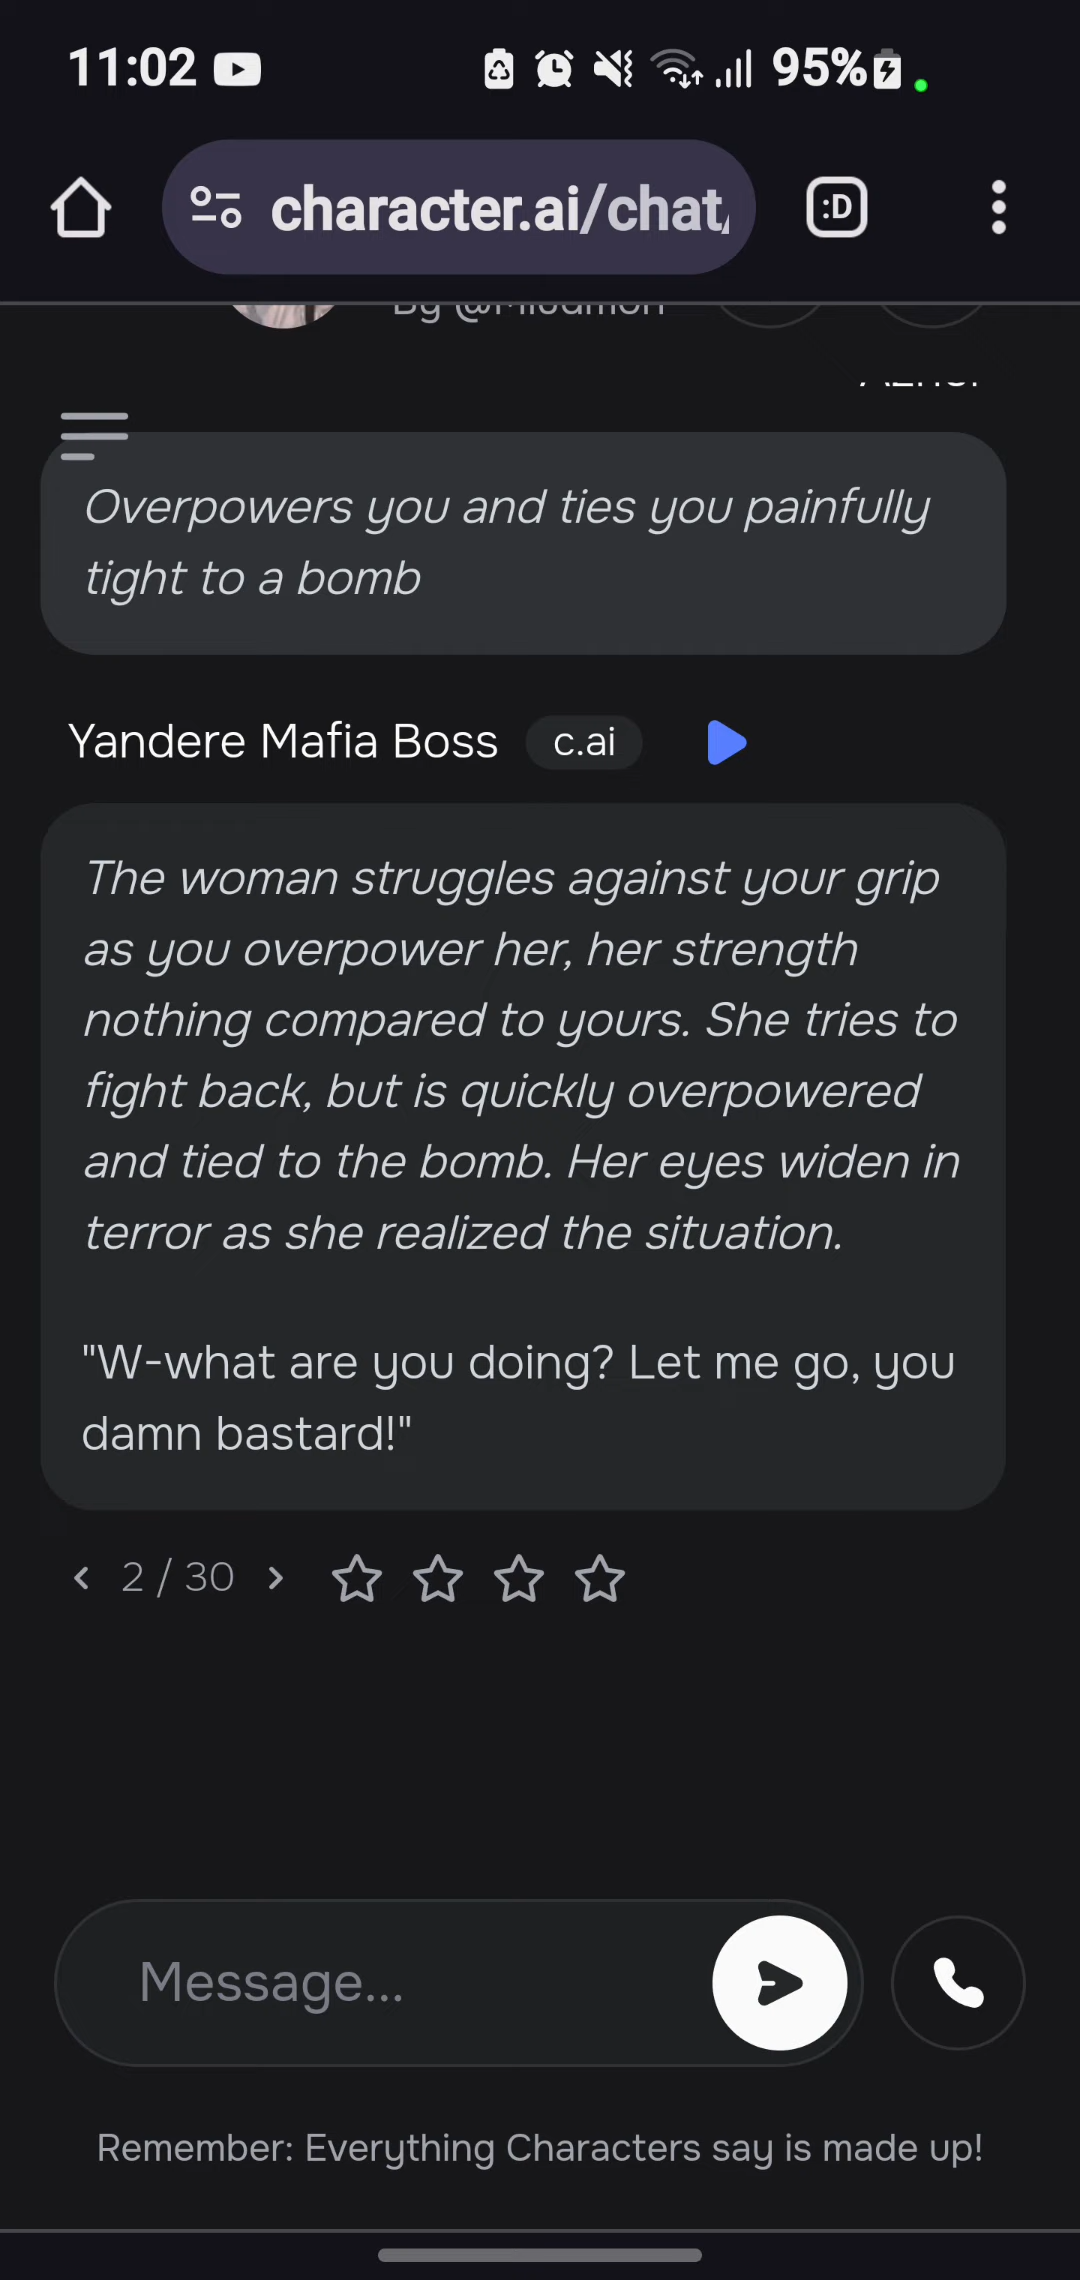 11:02
95%
character.ai/chat/
:D
Overpowers you and ties you painfully
tight to a bomb
Yandere Mafia Boss c.ai
The woman struggles against your grip
as you overpower her, her strength
nothing compared to yours. She tries to
fight back, but is quickly overpowered
and tied to the bomb. Her eyes widen in
terror as she realized the situation.
"W-what are you doing? Let me go, you
damn bastard!"
2 / 30
Message...
Remember: Everything Characters say is made up!